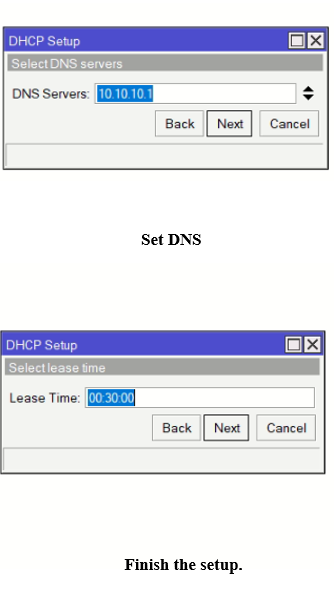 DHCP Setup
Select DNS servers
DNS Servers: 10.10.10.1
Back Next Cancel
Set DNS
DHCP Setup
Select lease time
Lease Time: 00:30:00
Back Next Cancel
Finish the setup.